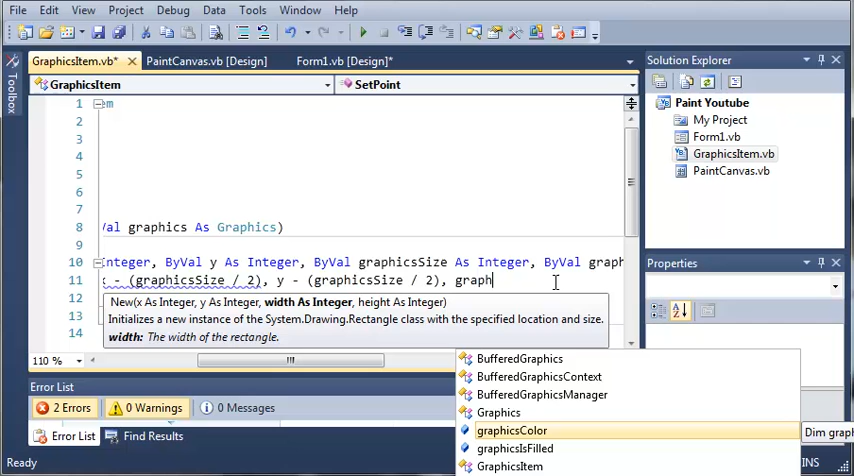 File Edit View Project Debug Data Tools Window Help
GraphicsItem.vb* PaintCanvas.vb [Design] Form1.vb [Design]*
Solution Explorer
Toolbox
GraphicsItem SetPoint
Paint Youtube
My Project
Form1.vb
GraphicsItem.vb
PaintCanvas.vb
1 em
2
3
4
5
6
7
8 Val graphics As Graphics)
9
10 Integer, ByVal y As Integer, ByVal graphicsSize As Integer, ByVal graph
11 x - (graphicsSize / 2), y - (graphicsSize / 2), graph
12
13
14
New(x As Integer, y As Integer, width As Integer, height As Integer)
Initializes a new instance of the System.Drawing.Rectangle class with the specified location and size.
width: The width of the rectangle.
Properties
110 %
BufferedGraphics
BufferedGraphicsContext
BufferedGraphicsManager
Graphics
graphicsColor
graphicsIsFilled
GraphicsItem
Dim graph
Error List
2 Errors 0 Warnings 0 Messages
Error List Find Results
Ready INS